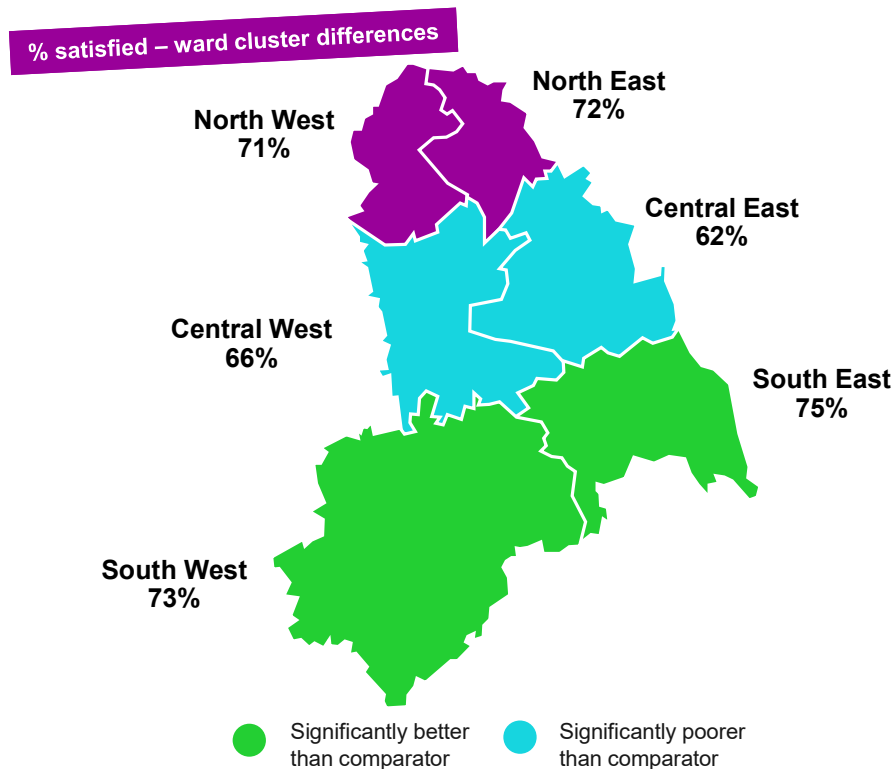 % satisfied – ward cluster differences
North East
72%
North West
71%
Central East
62%
Central West
66%
South East
75%
South West
73%
Significantly better
than comparator
Significantly poorer
than comparator